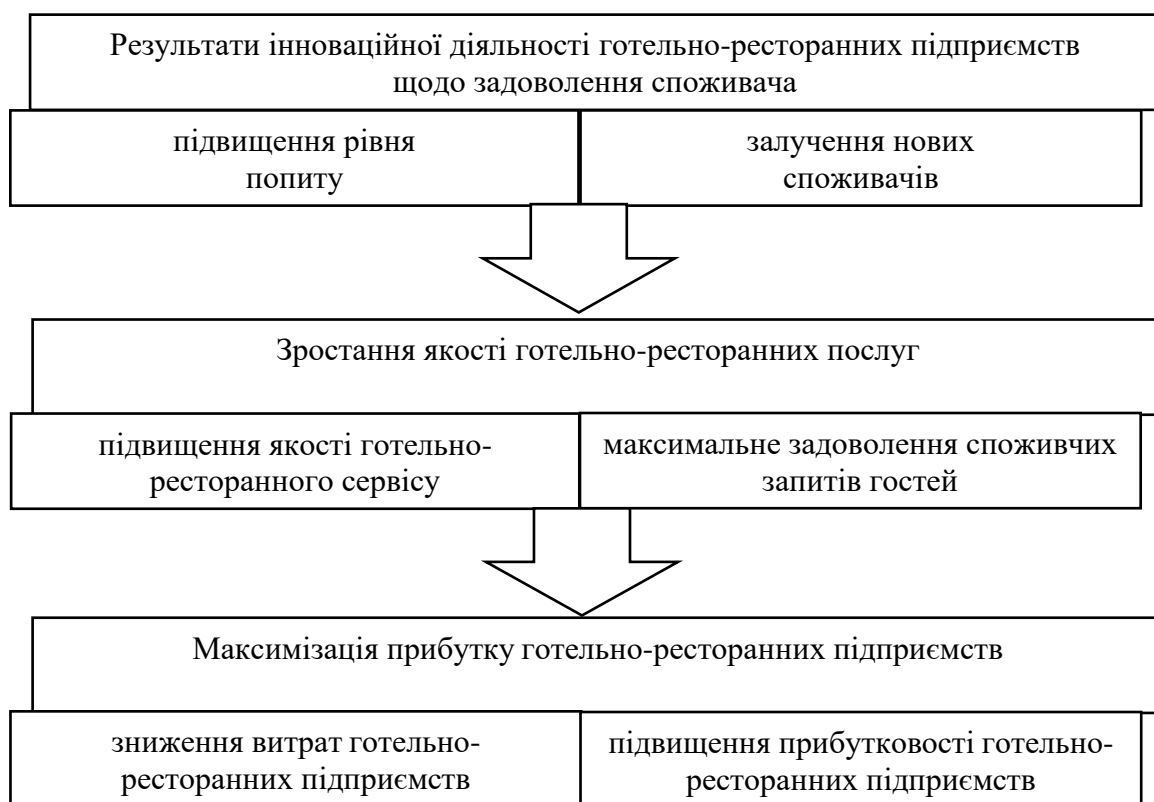 Результати інноваційної діяльності готельно-ресторанних підприємств
щодо задоволення споживача
підвищення рівня
попиту
залучення нових
споживачів
Зростання якості готельно-ресторанних послуг
підвищення якості готельно-
ресторанного сервісу
максимальне задоволення споживчих
запитів гостей
Максимізація прибутку готельно-ресторанних підприємств
зниження витрат готельно-
ресторанних підприємств
підвищення прибутковості готельно-
ресторанних підприємств